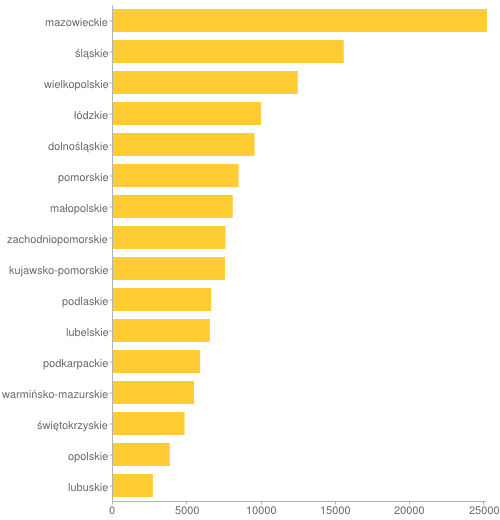 mazowieckie
śląskie
wielkopolskie
łódzkie
dolnośląskie
pomorskie
małopolskie
zachodniopomorskie
kujawsko-pomorskie
podlaskie
lubelskie
podkarpackie
warmińsko-mazurskie
świętokrzyskie
opolskie
lubuskie
0 5000 10000 15000 20000 25000